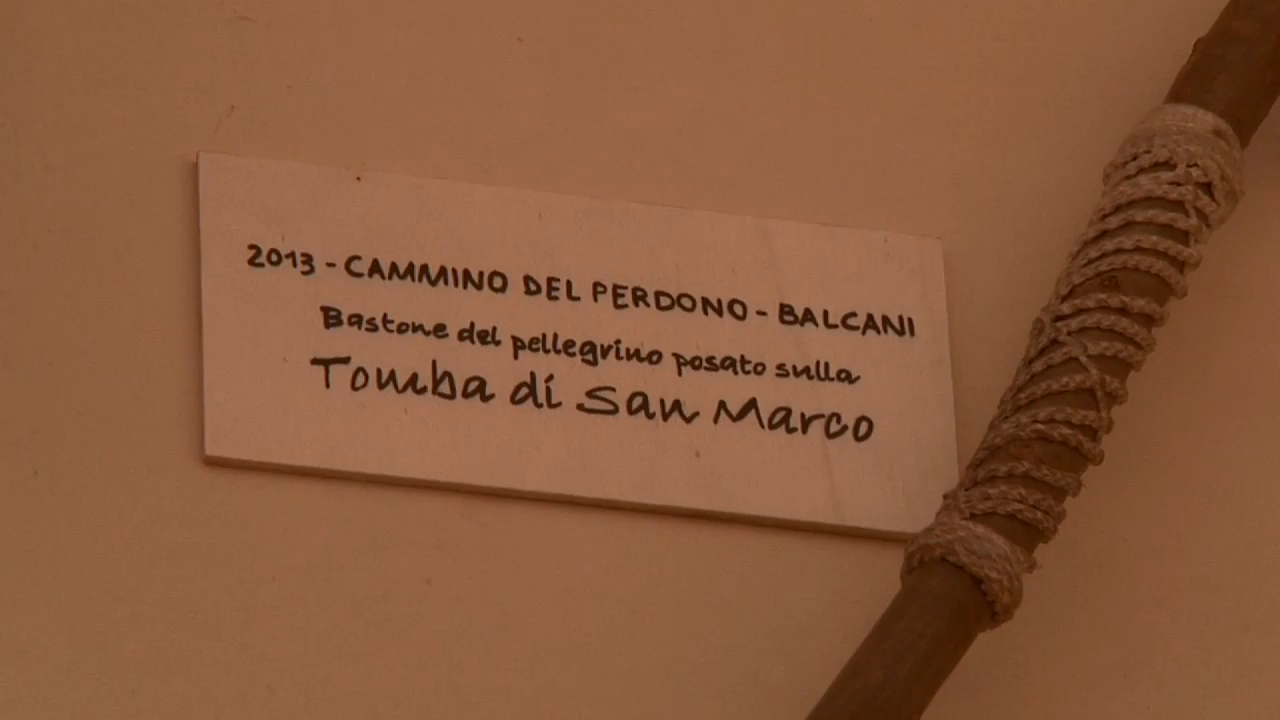 2013 - CAMMINO DEL PERDONO - BALCANI
Bastone del pellegrino posato sulla
Tomba di San Marco